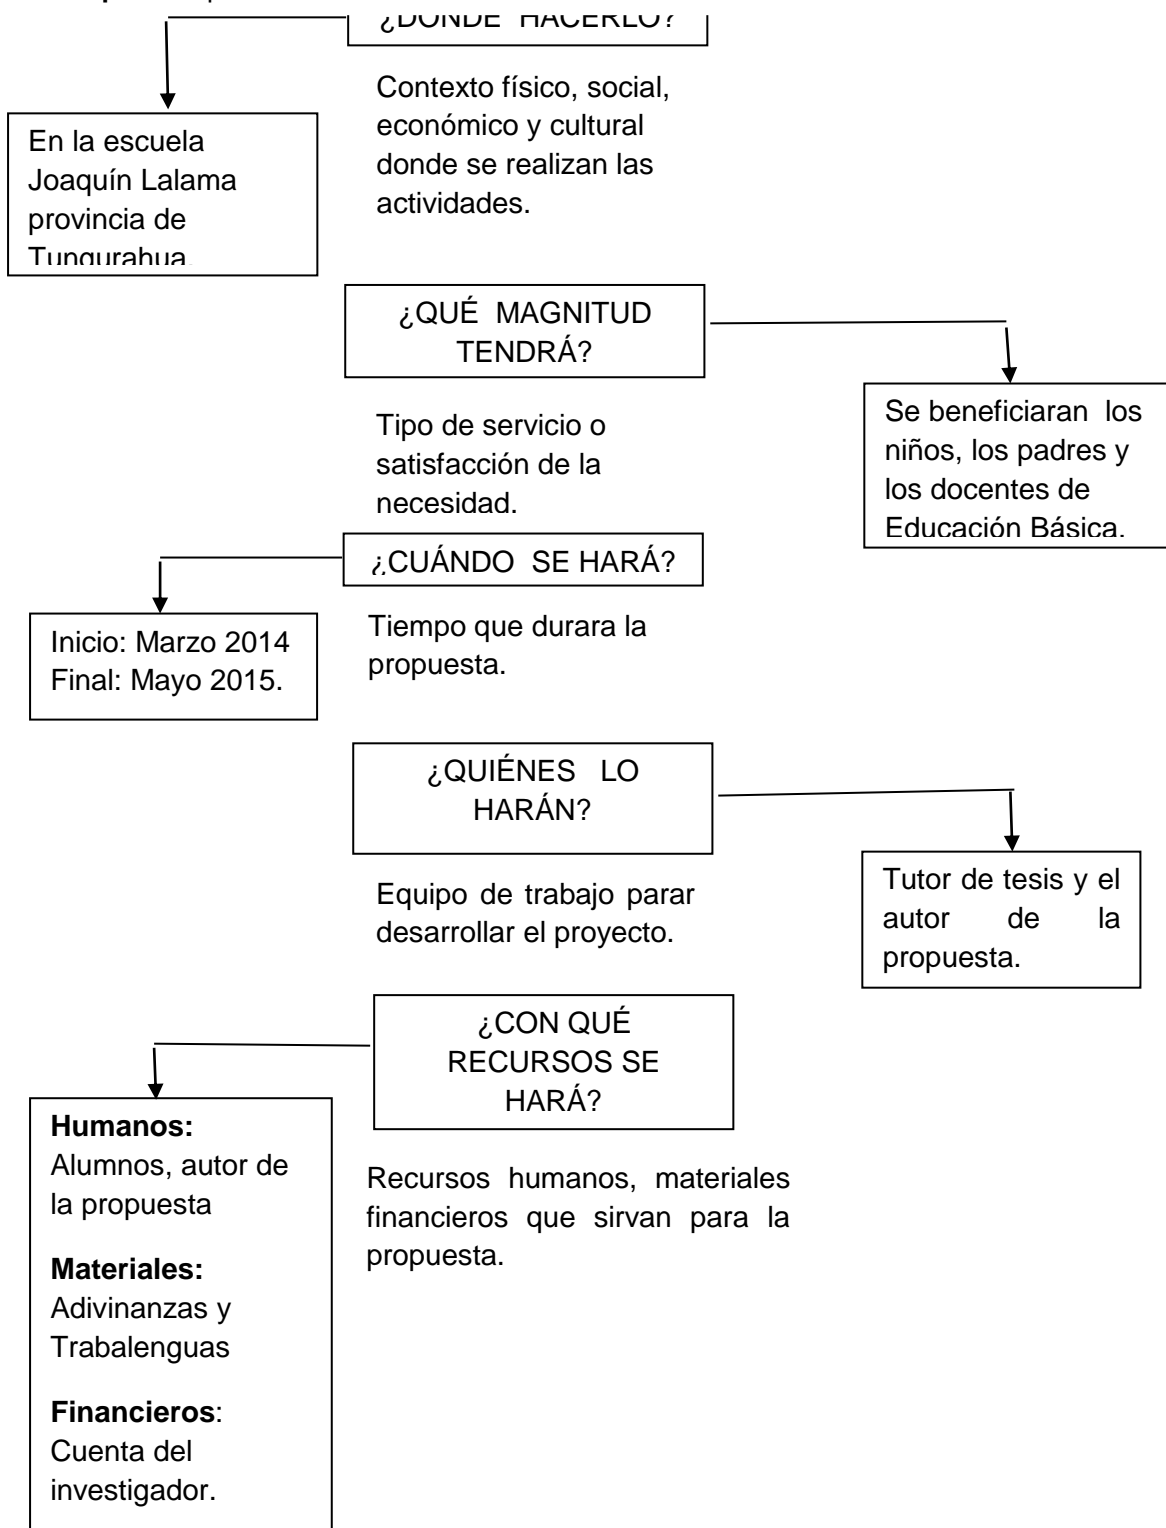 ¿DÓNDE HACERLO?
Contexto físico, social,
económico y cultural
donde se realizan las
actividades.
En la escuela
Joaquín Lalama
provincia de
Tungurahua.
¿QUÉ MAGNITUD
TENDRÁ?
Tipo de servicio o
satisfacción de la
necesidad.
Se beneficiaran los
niños, los padres y
los docentes de
Educación Básica.
¿CUÁNDO SE HARÁ?
Tiempo que durara la
propuesta.
Inicio: Marzo 2014
Final: Mayo 2015.
¿QUIÉNES LO
HARÁN?
Equipo de trabajo parar
desarrollar el proyecto.
Tutor de tesis y el
autor de la
propuesta.
¿CON QUÉ
RECURSOS SE
HARÁ?
Recursos humanos, materiales
financieros que sirvan para la
propuesta.
Humanos:
Alumnos, autor de
la propuesta
Materiales:
Adivinanzas y
Trabalenguas
Financieros:
Cuenta del
investigador.